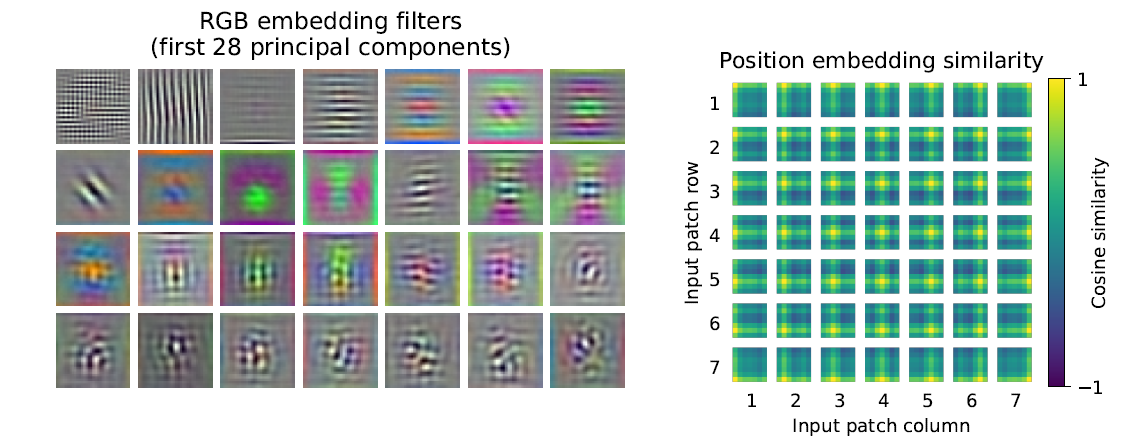 RGB embedding filters
(first 28 principal components)
Position embedding similarity
Input patch row
1
2
3
4
5
6
7
1 2 3 4 5 6 7
Input patch column
1
−1
Cosine similarity